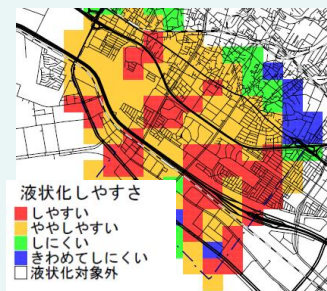 液状化しやすさ
しやすい
ややしやすい
しにくい
きわめてしにくい
液状化対象外